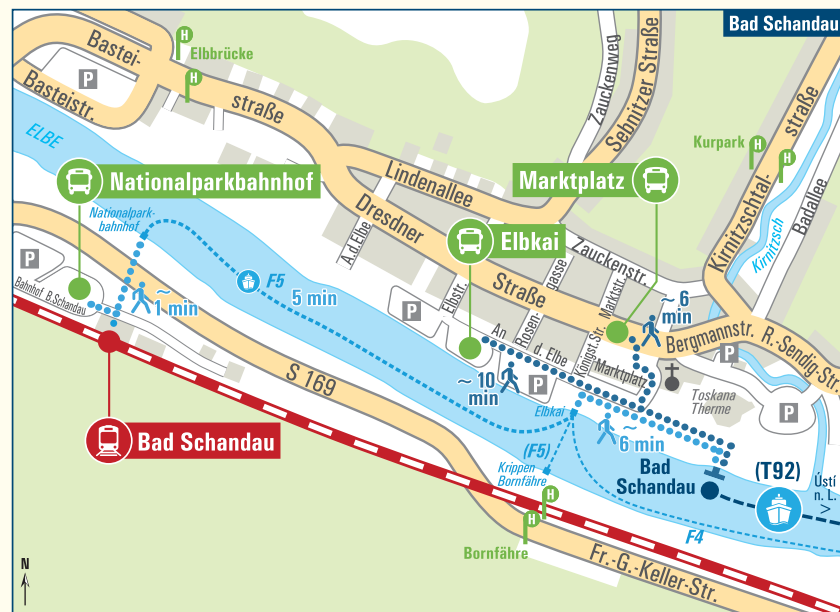 Bad Schandau
Bastei-
straße
Elbbrücke
H
H
P
Basteistr.
ELBE
Zauckenweg
Sebnitzer Straße
Kurpark
H
H
Kirnitzschtal-
straße
Badallee
Kirnitzsch
Nationalparkbahnhof
Lindenallee
Marktplatz
Dresdner
Straße
Nationalpark-
bahnhof
A.d.Elbe
Elbkai
Zauckenstr.
P
Bahnhof B.Schandau
~
1 min
F5
5 min
P
Elbstr.
Rosen-
gasse
Marktstr.
~ 6
min
An
d. Elbe
Königst. Str.
Marktplatz
Bergmannstr.
R.-Sendig-Str.
P
Toskana
Therme
P
S 169
~ 10
min
P
Elbkai
~
6 min
Bad Schandau
(F5)
Krippen
Bornfähre
Bad
Schandau
(T92)
Ústí
n. L.
>
H
H
Bornfähre
F4
Fr.-G.-Keller-Str.
N